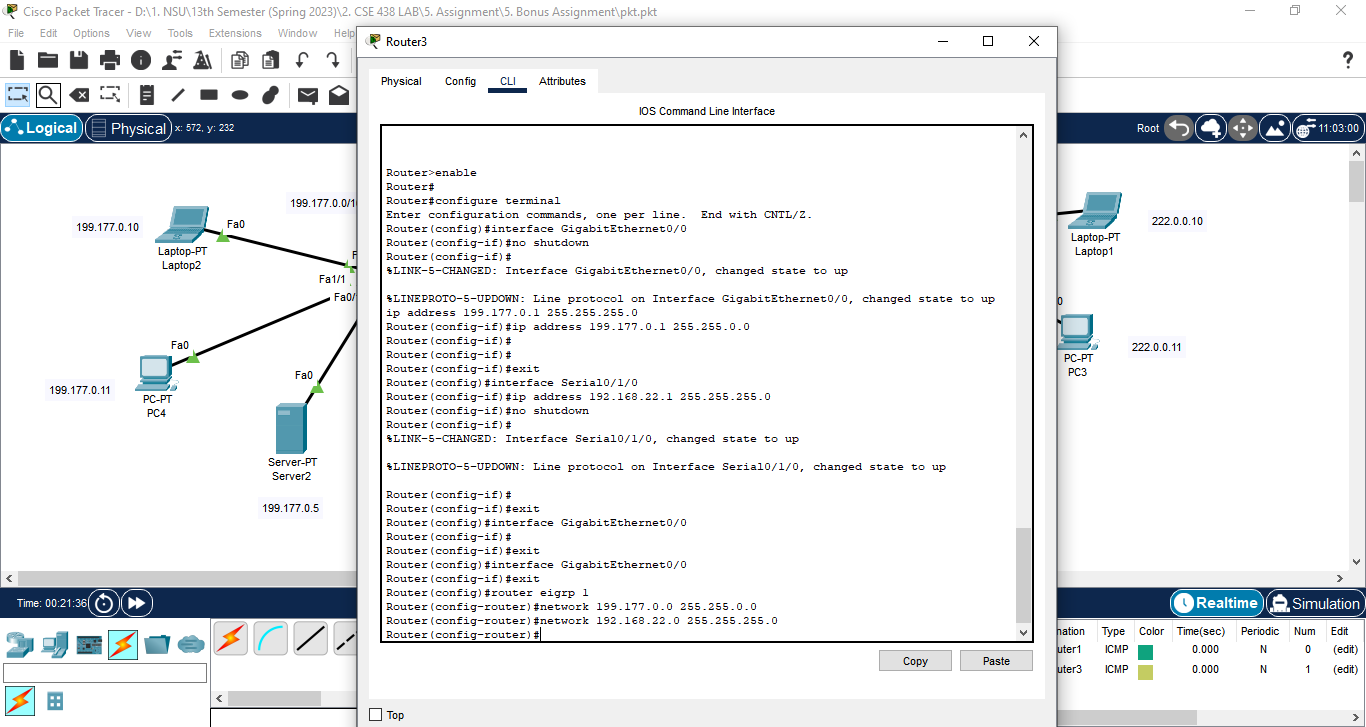 Cisco Packet Tracer - D:\1. NSU\13th Semester (Spring 2023)\2. CSE 438 LAB\5. Assignment\5. Bonus Assignment\pkt.pkt
File Edit Options View Tools Extensions Window Help
Router3
Physical Config CLI Attributes
IOS Command Line Interface
Logical Physical x: 572, y: 232
Root 11:03:00
Router>enable
Router#
Router#configure terminal
Enter configuration commands, one per line. End with CNTL/Z.
Router(config)#interface GigabitEthernet0/0
Router(config-if)#no shutdown
Router(config-if)#
%LINK-5-CHANGED: Interface GigabitEthernet0/0, changed state to up
%LINEPROTO-5-UPDOWN: Line protocol on Interface GigabitEthernet0/0, changed state to up
ip address 199.177.0.1 255.255.255.0
Router(config-if)#ip address 199.177.0.1 255.255.0.0
Router(config-if)#
Router(config-if)#
Router(config-if)#exit
Router(config)#interface Serial0/1/0
Router(config-if)#ip address 192.168.22.1 255.255.255.0
Router(config-if)#no shutdown
Router(config-if)#
%LINK-5-CHANGED: Interface Serial0/1/0, changed state to up
%LINEPROTO-5-UPDOWN: Line protocol on Interface Serial0/1/0, changed state to up
Router(config-if)#
Router(config-if)#exit
Router(config)#interface GigabitEthernet0/0
Router(config-if)#
Router(config-if)#exit
Router(config)#interface GigabitEthernet0/0
Router(config-if)#exit
Router(config)#router eigrp 1
Router(config-router)#network 199.177.0.0 255.255.0.0
Router(config-router)#network 192.168.22.0 255.255.255.0
Router(config-router)#
Copy Paste
Top
199.177.0.0/1
199.177.0.10
Fa0
Laptop-PT
Laptop2
Fa1/1
Fa0/
Fa0
199.177.0.11
PC-PT
PC4
Fa0
Server-PT
Server2
199.177.0.5
Laptop-PT
Laptop1
222.0.0.10
0
PC-PT
PC3
222.0.0.11
Time: 00:21:36
Realtime Simulation
nation Type Color Time(sec) Periodic Num Edit
uter1 ICMP 0.000 N 0 (edit)
uter3 ICMP 0.000 N 1 (edit)